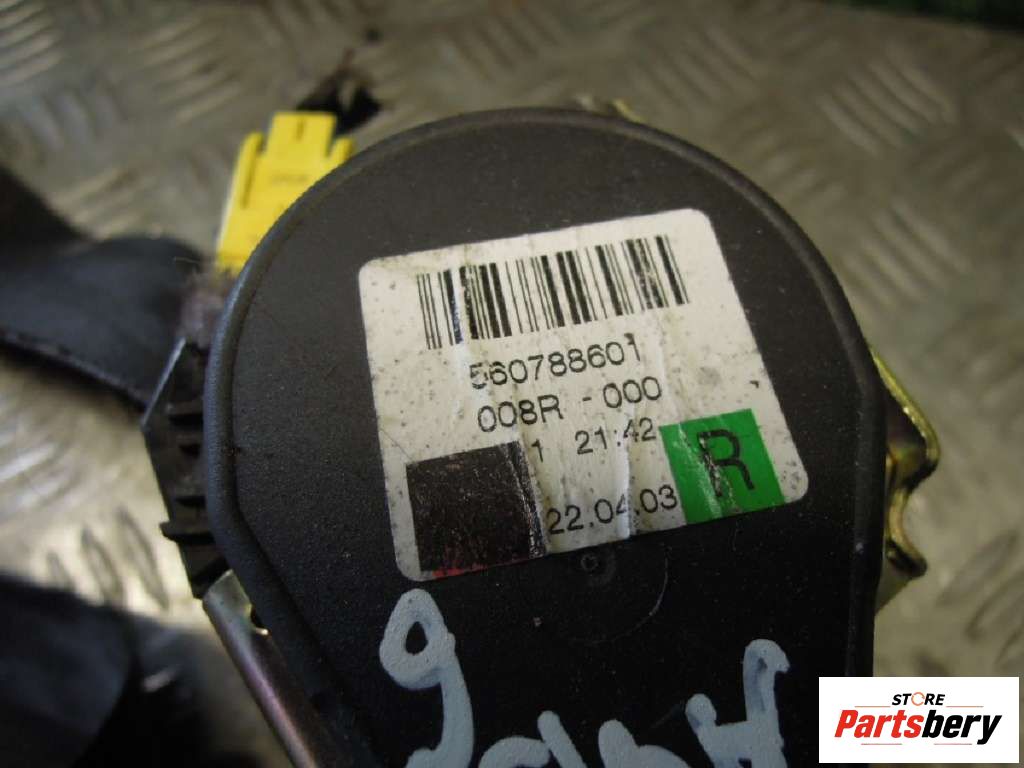 560788601
008R - 000
1 21:42
R
22.04.03
STORE
Partsbery